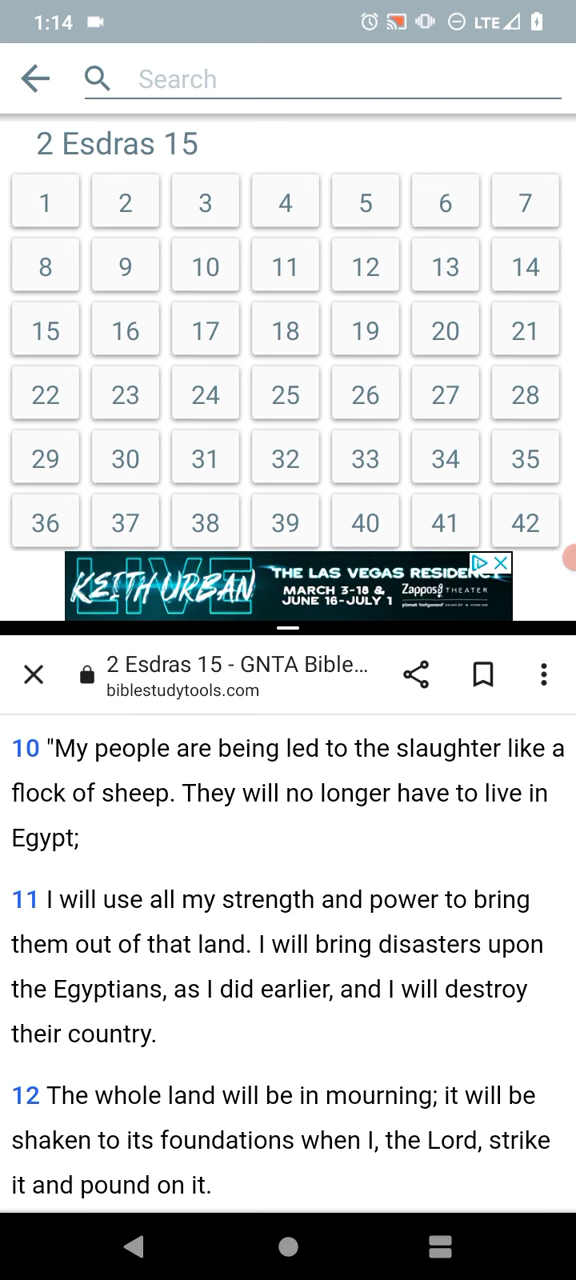 1:14 LTE
Search
2 Esdras 15
1 2 3 4 5 6 7
8 9 10 11 12 13 14
15 16 17 18 19 20 21
22 23 24 25 26 27 28
29 30 31 32 33 34 35
36 37 38 39 40 41 42
LIVE
KEITH URBAN
THE LAS VEGAS RESIDENCY
MARCH 3-18 &
JUNE 16-JULY 1
Zappos THEATER
planet hollywood
2 Esdras 15 - GNTA Bible...
biblestudytools.com
10 "My people are being led to the slaughter like a
flock of sheep. They will no longer have to live in
Egypt;
11 I will use all my strength and power to bring
them out of that land. I will bring disasters upon
the Egyptians, as I did earlier, and I will destroy
their country.
12 The whole land will be in mourning; it will be
shaken to its foundations when I, the Lord, strike
it and pound on it.